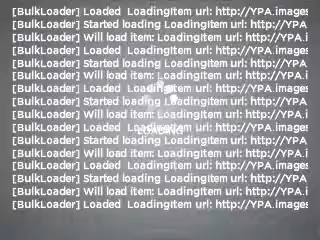 [BulkLoader] Loaded LoadingItem url: http://YPA.images
[BulkLoader] Started loading LoadingItem url: http://YPA
[BulkLoader] Will load item: LoadingItem url: http://YPA.i
[BulkLoader] Loaded LoadingItem url: http://YPA.images
[BulkLoader] Started loading LoadingItem url: http://YPA
[BulkLoader] Will load item: LoadingItem url: http://YPA.i
[BulkLoader] Loaded LoadingItem url: http://YPA.images
[BulkLoader] Started loading LoadingItem url: http://YPA
[BulkLoader] Will load item: LoadingItem url: http://YPA.i
LOADING
[BulkLoader] Loaded LoadingItem url: http://YPA.images
[BulkLoader] Started loading LoadingItem url: http://YPA
[BulkLoader] Will load item: LoadingItem url: http://YPA.i
[BulkLoader] Loaded LoadingItem url: http://YPA.images
[BulkLoader] Started loading LoadingItem url: http://YPA
[BulkLoader] Will load item: LoadingItem url: http://YPA.i
[BulkLoader] Loaded LoadingItem url: http://YPA.images